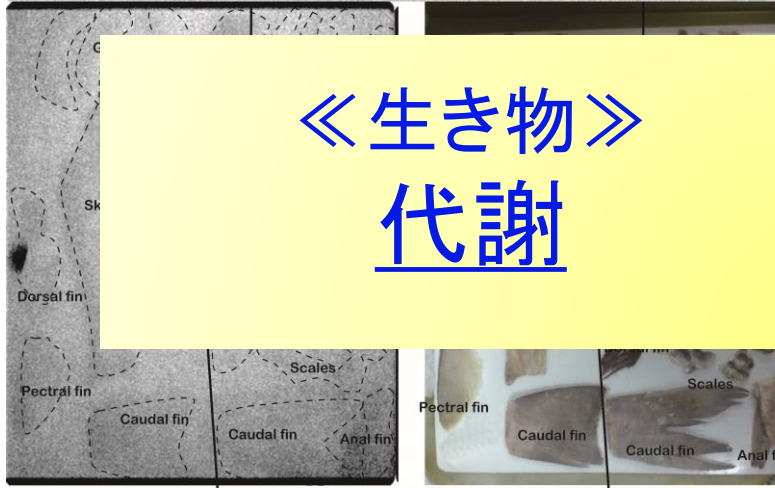 ≪生き物≫
代謝
Dorsal fin
Pectral fin
Scales
Caudal fin
Caudal fin
Anal fin
Scales
Pectral fin
Caudal fin
Caudal fin
Anal